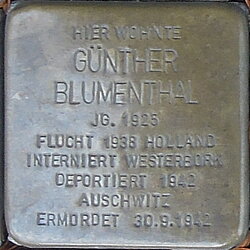 HIER WOHNTE
GÜNTHER
BLUMENTHAL
JG. 1925
FLUCHT 1938 HOLLAND
INTERNIERT WESTERBORK
DEPORTIERT 1942
AUSCHWITZ
ERMORDET 30.9.1942